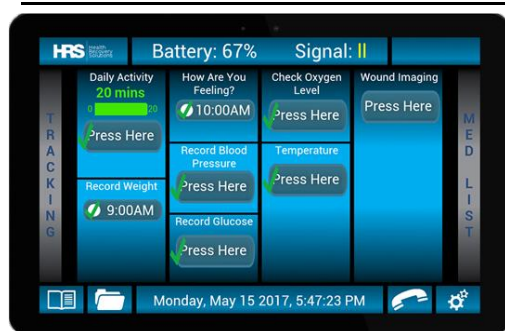 HRS Health Recovery Solutions
Battery: 67%
Signal: ll
TRACKING
Daily Activity
20 mins
0 20
Press Here
Record Weight
9:00AM
How Are You
Feeling?
10:00AM
Record Blood
Pressure
Press Here
Record Glucose
Press Here
Check Oxygen
Level
Press Here
Temperature
Press Here
Wound Imaging
Press Here
MED LIST
Monday, May 15 2017, 5:47:23 PM